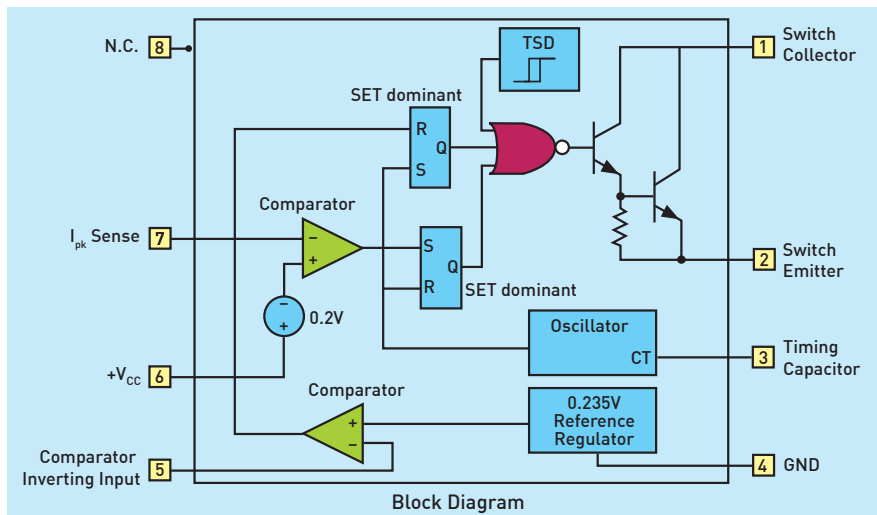 N.C.
8
TSD
1
Switch
Collector
SET dominant
R
Q
S
Comparator
I pk Sense
7
−
+
S
Q
R
SET dominant
2
Switch
Emitter
−
+
0.2V
Oscillator
CT
3
Timing
Capacitor
+VCC
6
Comparator
+
−
0.235V
Reference
Regulator
Comparator
Inverting Input
5
4
GND
Block Diagram